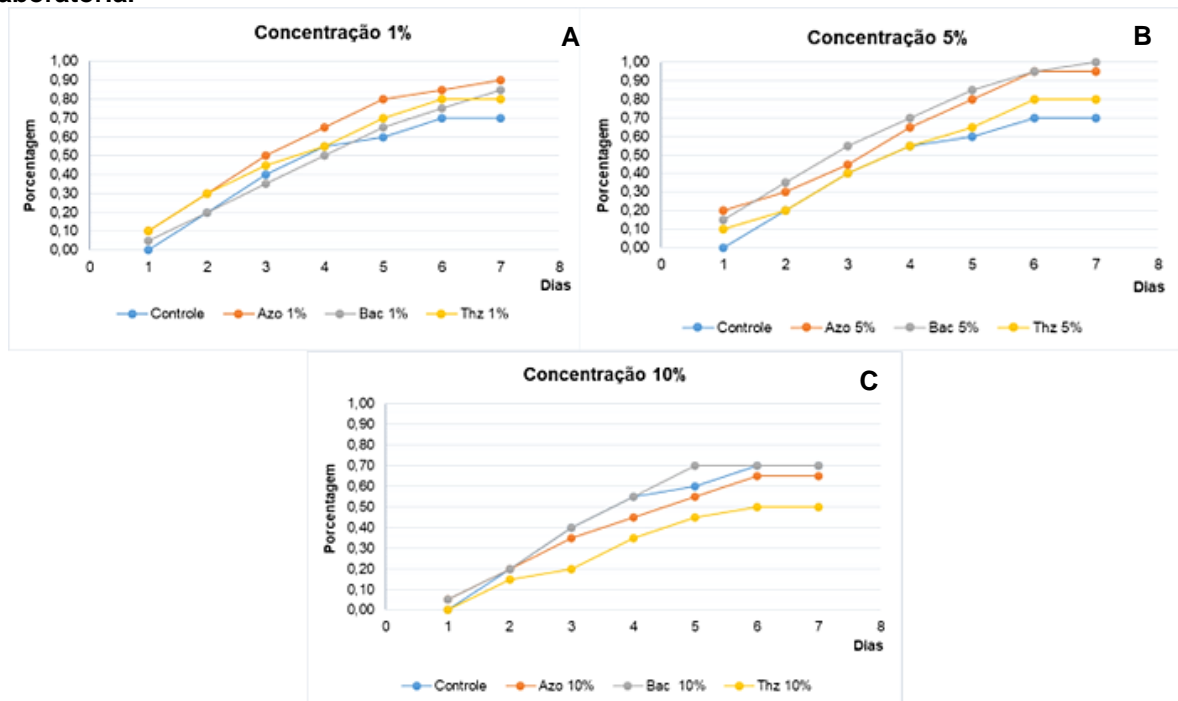 Concentração 1%
A
1,00
0,90
0,80
0,70
0,60
0,50
0,40
0,30
0,20
0,10
0,00
Porcentagem
0 1 2 3 4 5 6 7 8
Dias
Controle Azo 1% Bac 1% Thz 1%
Concentração 5%
B
1,00
0,90
0,80
0,70
0,60
0,50
0,40
0,30
0,20
0,10
0,00
Porcentagem
0 1 2 3 4 5 6 7 8
Dias
Controle Azo 5% Bac 5% Thz 5%
Concentração 10%
C
1,00
0,90
0,80
0,70
0,60
0,50
0,40
0,30
0,20
0,10
0,00
Porcentagem
0 1 2 3 4 5 6 7 8
Dias
Controle Azo 10% Bac 10% Thz 10%